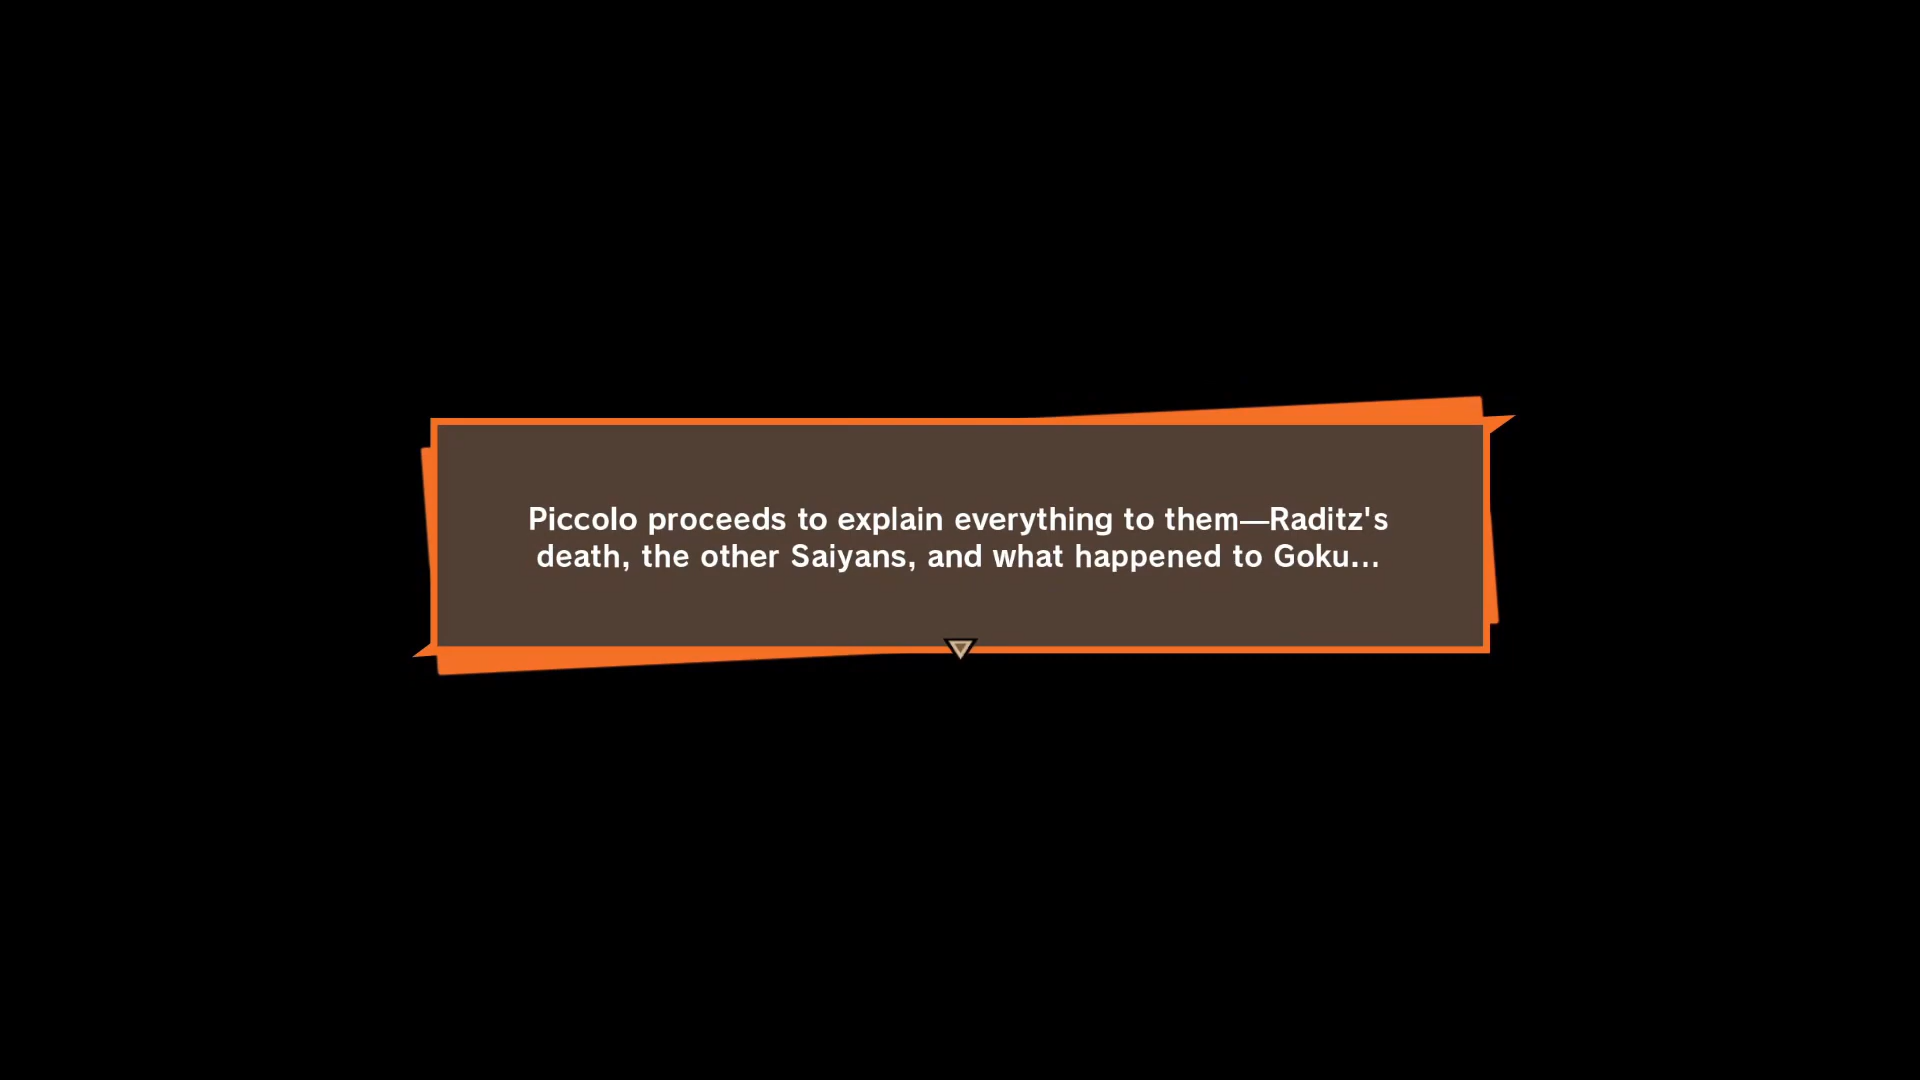 Piccolo proceeds to explain everything to them—Raditz's
death, the other Saiyans, and what happened to Goku...